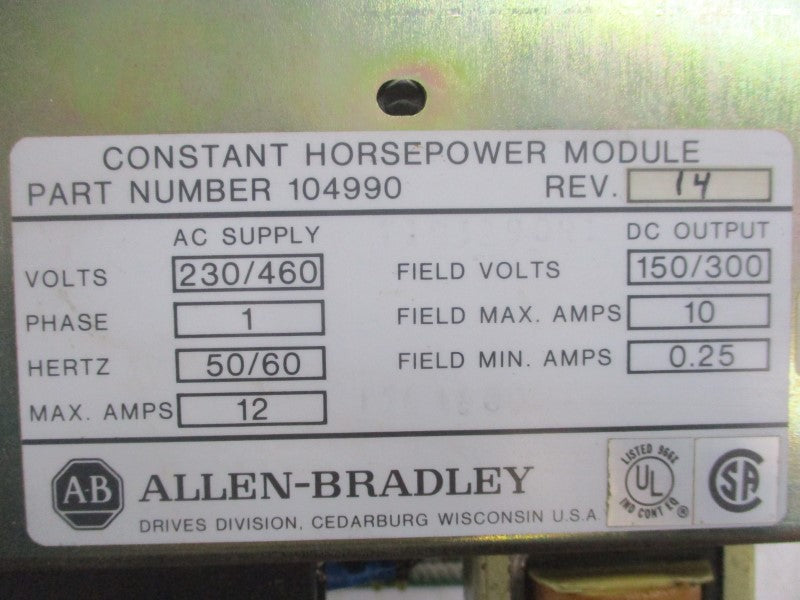 CONSTANT HORSEPOWER MODULE
PART NUMBER 104990 REV. 14
AC SUPPLY DC OUTPUT
VOLTS 230/460 FIELD VOLTS 150/300
PHASE 1 FIELD MAX. AMPS 10
HERTZ 50/60 FIELD MIN. AMPS 0.25
MAX. AMPS 12
A-B ALLEN-BRADLEY
DRIVES DIVISION, CEDARBURG WISCONSIN U.S.A
LISTED 966Z
UL
IND CONT EQ ®
SA